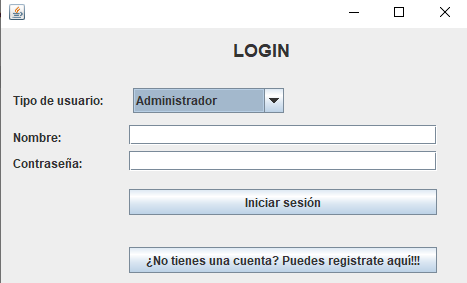 LOGIN
Tipo de usuario: Administrador
Nombre:
Contraseña:
Iniciar sesión
¿No tienes una cuenta? Puedes registrate aquí!!!